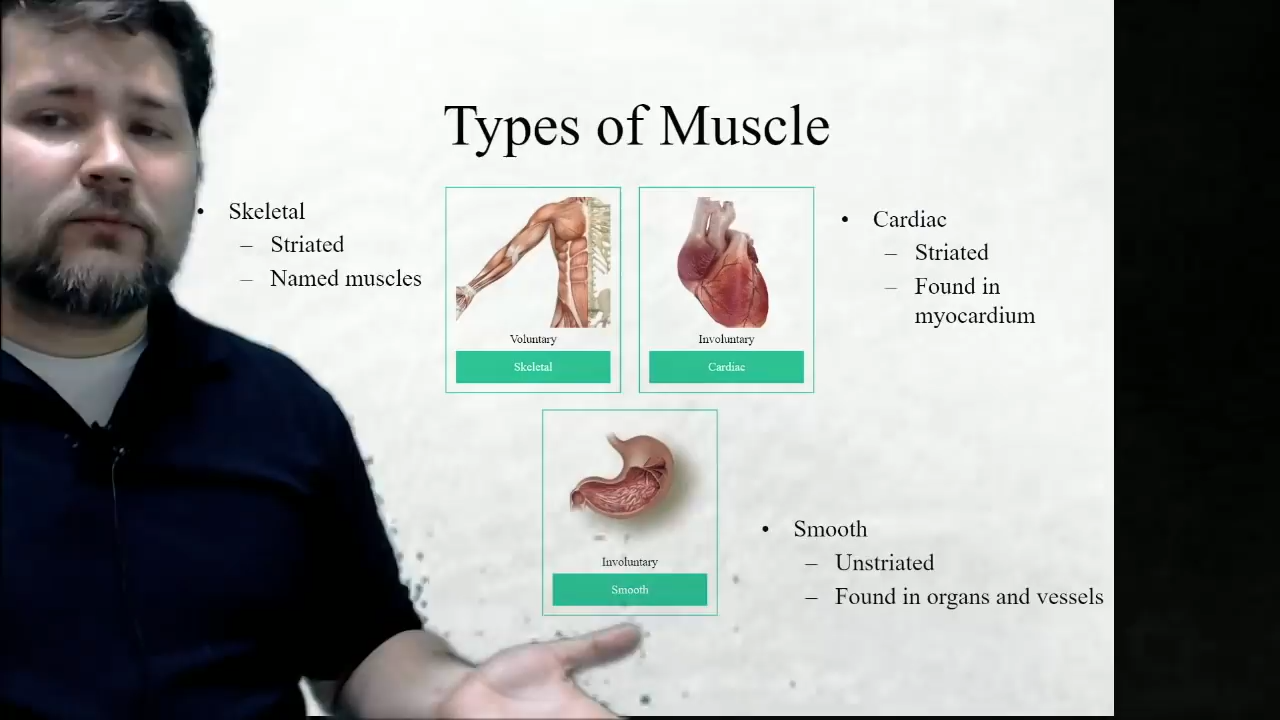 Types of Muscle
• Skeletal
– Striated
– Named muscles
Voluntary
Skeletal
Involuntary
Cardiac
• Cardiac
– Striated
– Found in
myocardium
Involuntary
Smooth
• Smooth
– Unstriated
– Found in organs and vessels